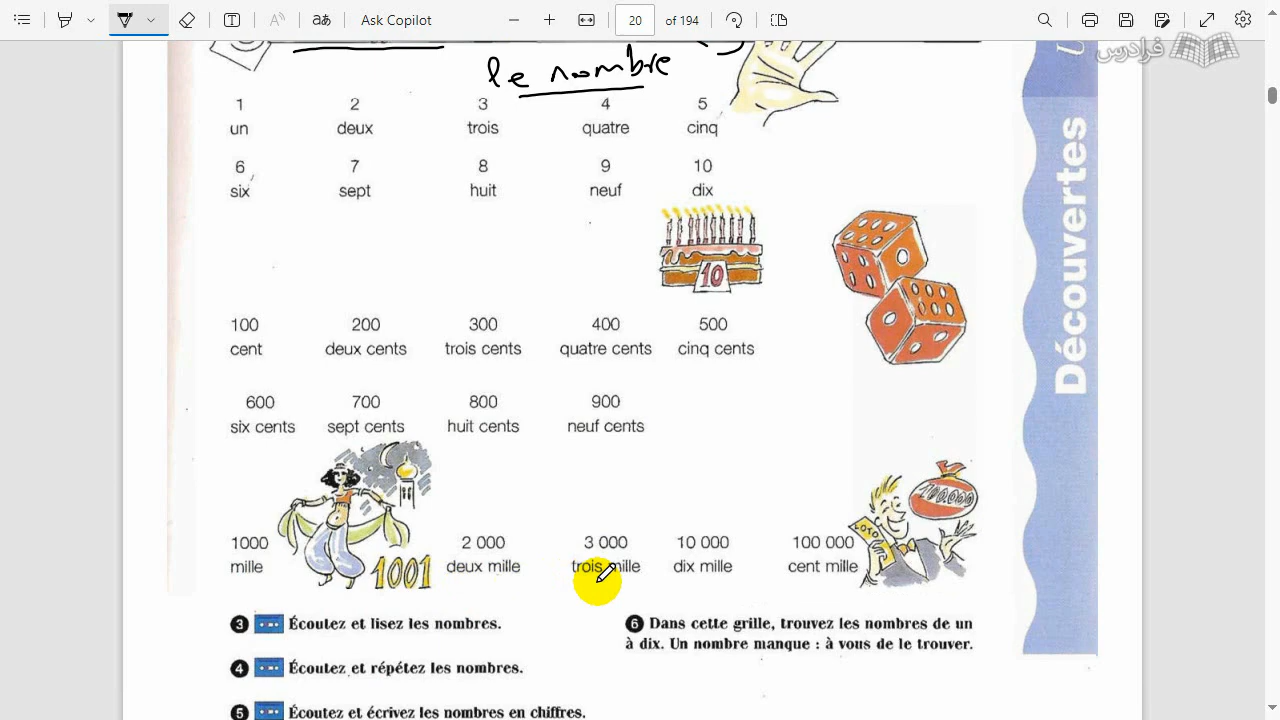 Ask Copilot
20 of 194
فرادرس
le nombre
1 2 3 4 5
un deux trois quatre cinq
6 7 8 9 10
six sept huit neuf dix
10
100 200 300 400 500
cent deux cents trois cents quatre cents cinq cents
600 700 800 900
six cents sept cents huit cents neuf cents
100.000
LOTO
1000 2 000 3 000 10 000 100 000
mille deux mille trois mille dix mille cent mille
1001
3 Écoutez et lisez les nombres.
4 Écoutez et répétez les nombres.
5 Écoutez et écrivez les nombres en chiffres.
6 Dans cette grille, trouvez les nombres de un
à dix. Un nombre manque : à vous de le trouver.
Découvertes